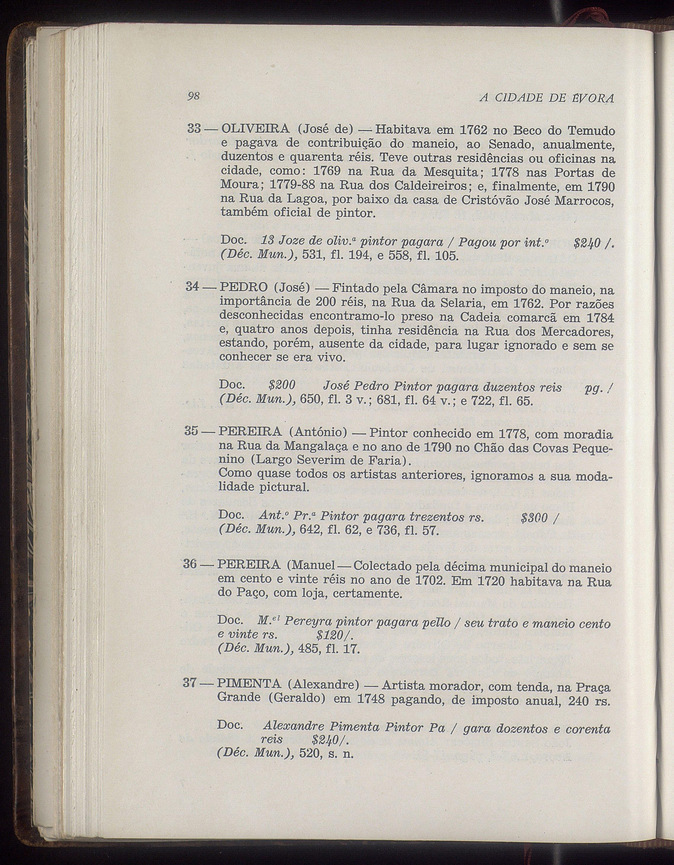 98 A CIDADE DE ÉVORA
33 — OLIVEIRA (José de) — Habitava em 1762 no Beco do Temudo
e pagava de contribuição do maneio, ao Senado, anualmente,
duzentos e quarenta réis. Teve outras residências ou oficinas na
cidade, como: 1769 na Rua da Mesquita; 1778 nas Portas de
Moura; 1779-88 na Rua dos Caldeireiros; e, finalmente, em 1790
na Rua da Lagoa, por baixo da casa de Cristóvão José Marrocos,
também oficial de pintor.
Doc. 13 Joze de oliv.ª pintor pagara / Pagou por int.º $240 /.
(Déc. Mun.), 531, fl. 194, e 558, fl. 105.
34 — PEDRO (José) — Fintado pela Câmara no imposto do maneio, na
importância de 200 réis, na Rua da Selaria, em 1762. Por razões
desconhecidas encontramo-lo preso na Cadeia comarcã em 1784
e, quatro anos depois, tinha residência na Rua dos Mercadores,
estando, porém, ausente da cidade, para lugar ignorado e sem se
conhecer se era vivo.
Doc. $200 José Pedro Pintor pagara duzentos reis pg. /
(Déc. Mun.), 650, fl. 3 v.; 681, fl. 64 v.; e 722, fl. 65.
35 — PEREIRA (António) — Pintor conhecido em 1778, com moradia
na Rua da Mangalaça e no ano de 1790 no Chão das Covas Peque-
nino (Largo Severim de Faria).
Como quase todos os artistas anteriores, ignoramos a sua moda-
lidade pictural.
Doc. Ant.º Pr.ª Pintor pagara trezentos rs. $300 /
(Déc. Mun.), 642, fl. 62, e 736, fl. 57.
36 — PEREIRA (Manuel — Colectado pela décima municipal do maneio
em cento e vinte réis no ano de 1702. Em 1720 habitava na Rua
do Paço, com loja, certamente.
Doc. M.el Pereyra pintor pagara pello / seu trato e maneio cento
e vinte rs. $120/.
(Déc. Mun.), 485, fl. 17.
37 — PIMENTA (Alexandre) — Artista morador, com tenda, na Praça
Grande (Geraldo) em 1748 pagando, de imposto anual, 240 rs.
Doc. Alexandre Pimenta Pintor Pa / gara dozentos e corenta
reis $240/.
(Déc. Mun.), 520, s. n.